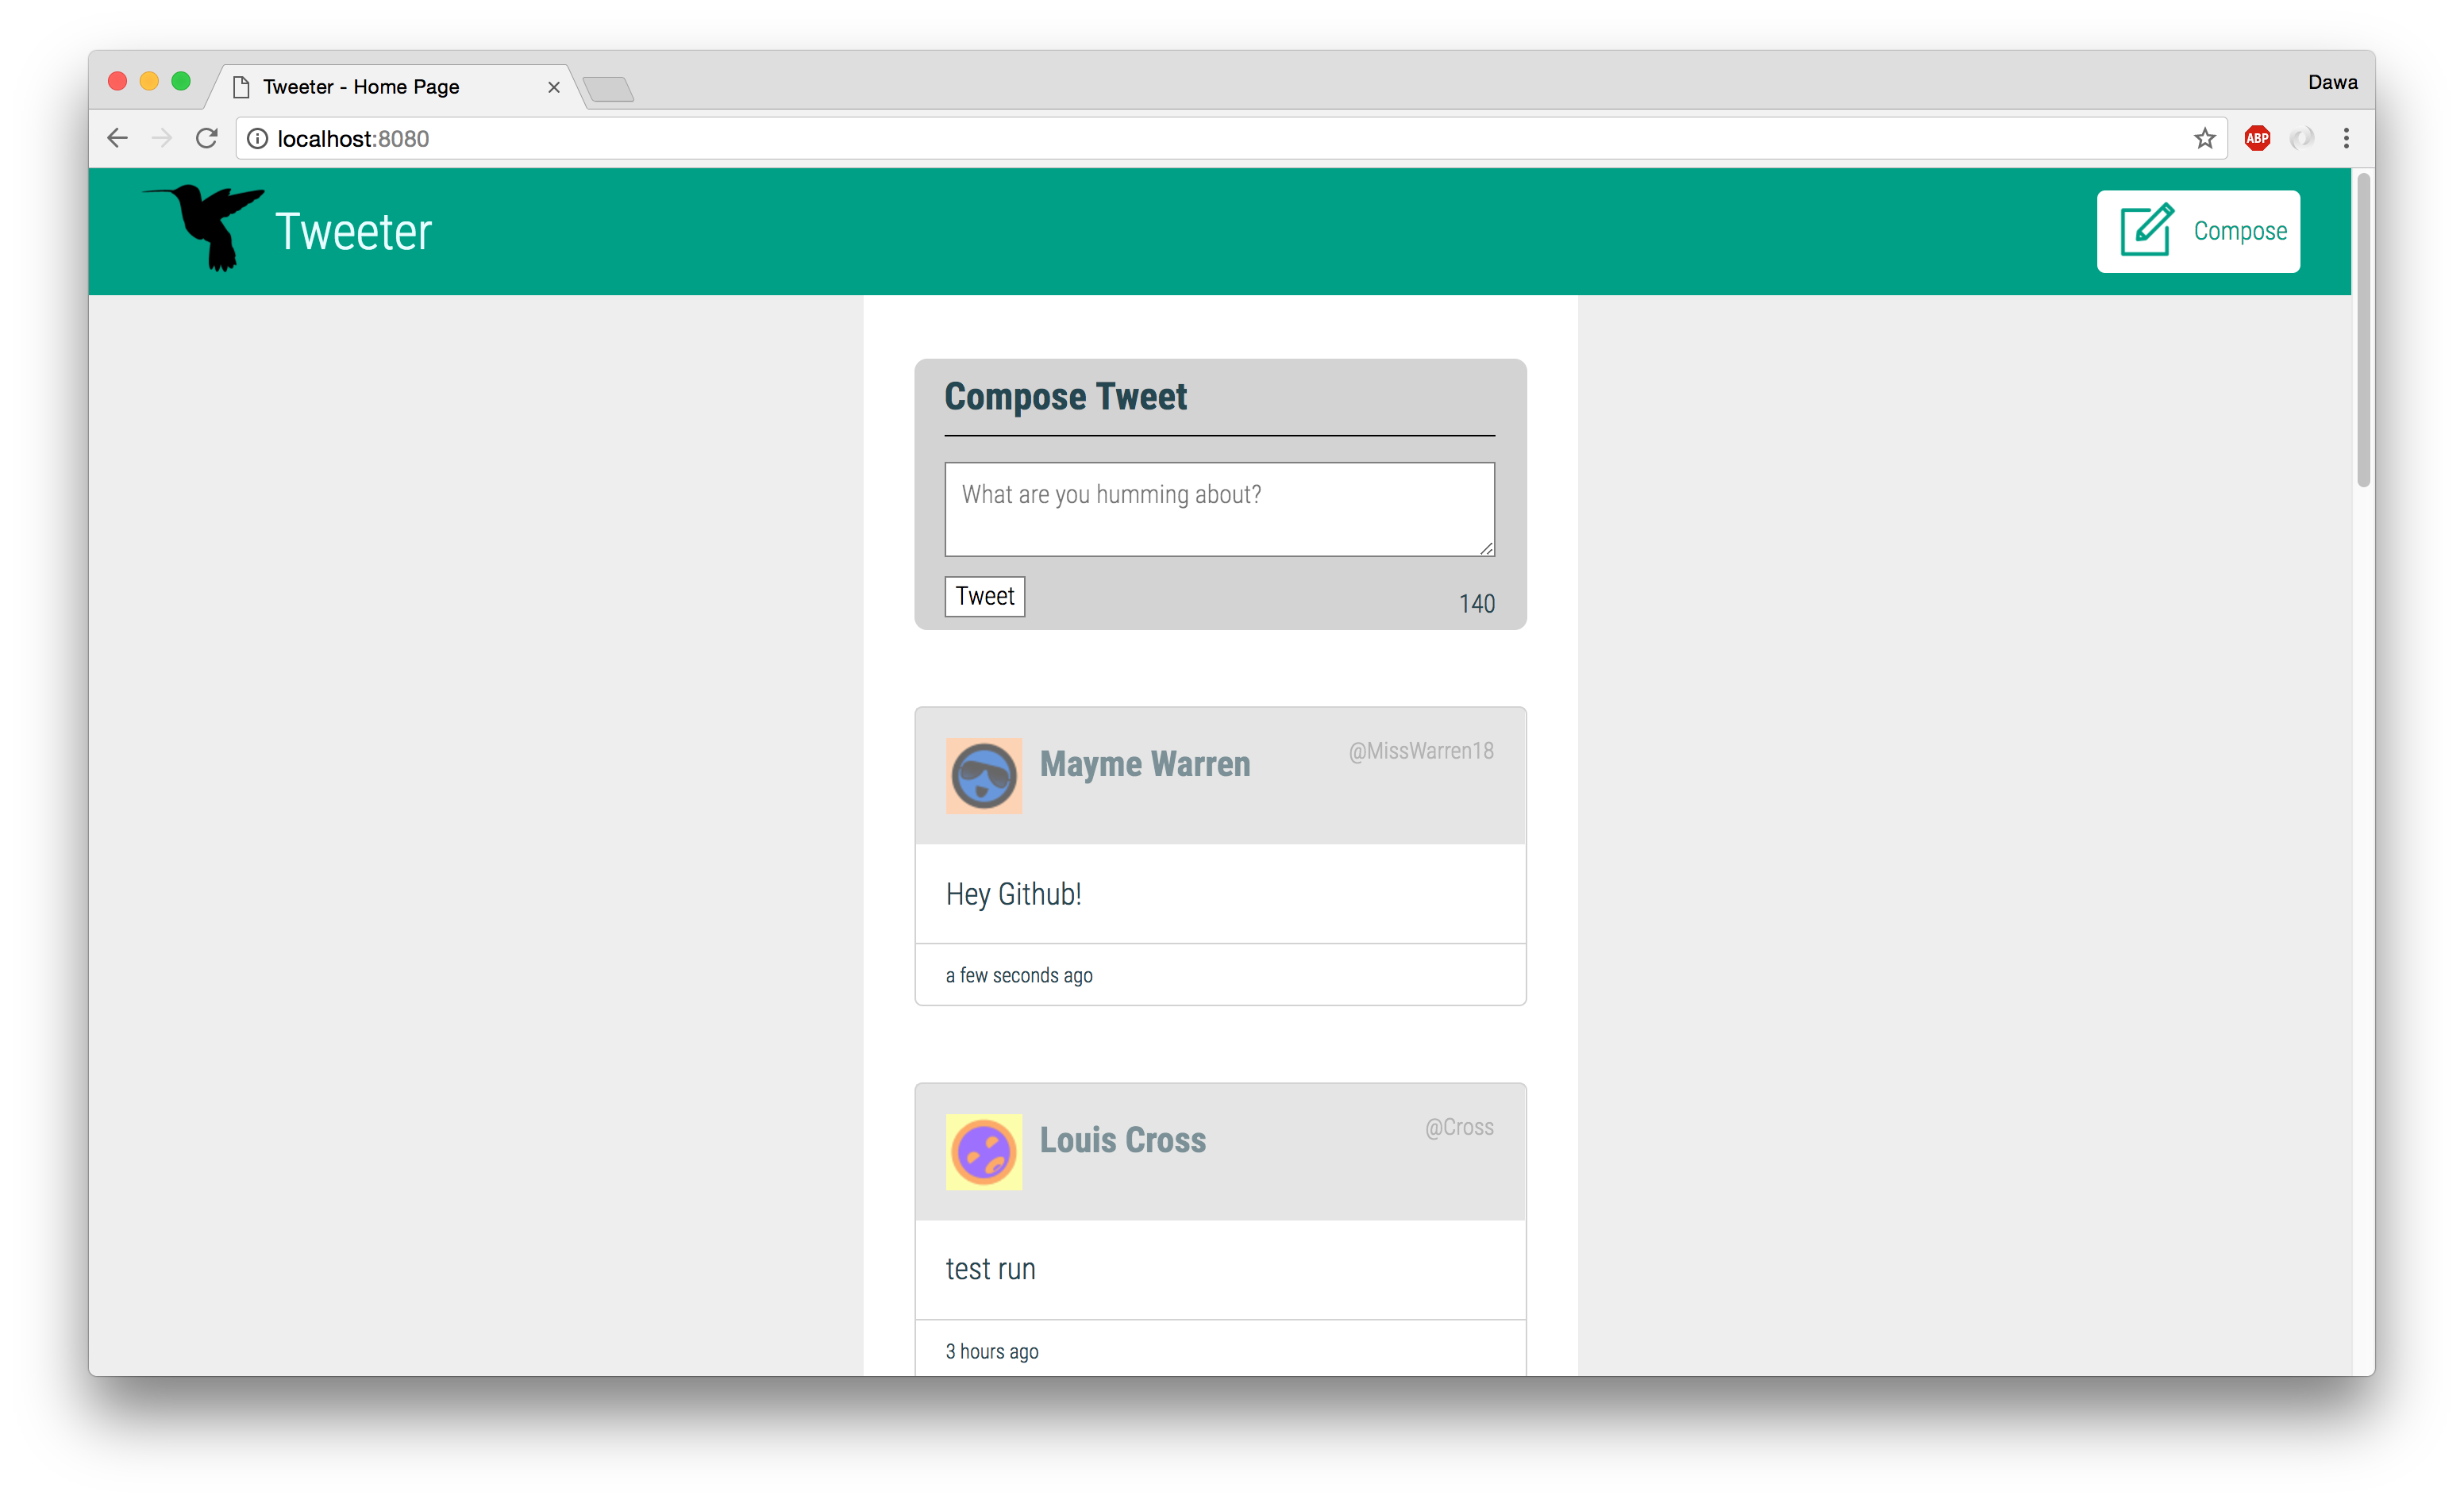 Tweeter - Home Page
Dawa
localhost:8080
ABP
Tweeter
Compose
Compose Tweet
What are you humming about?
Tweet
140
Mayme Warren
@MissWarren18
Hey Github!
a few seconds ago
Louis Cross
@Cross
test run
3 hours ago